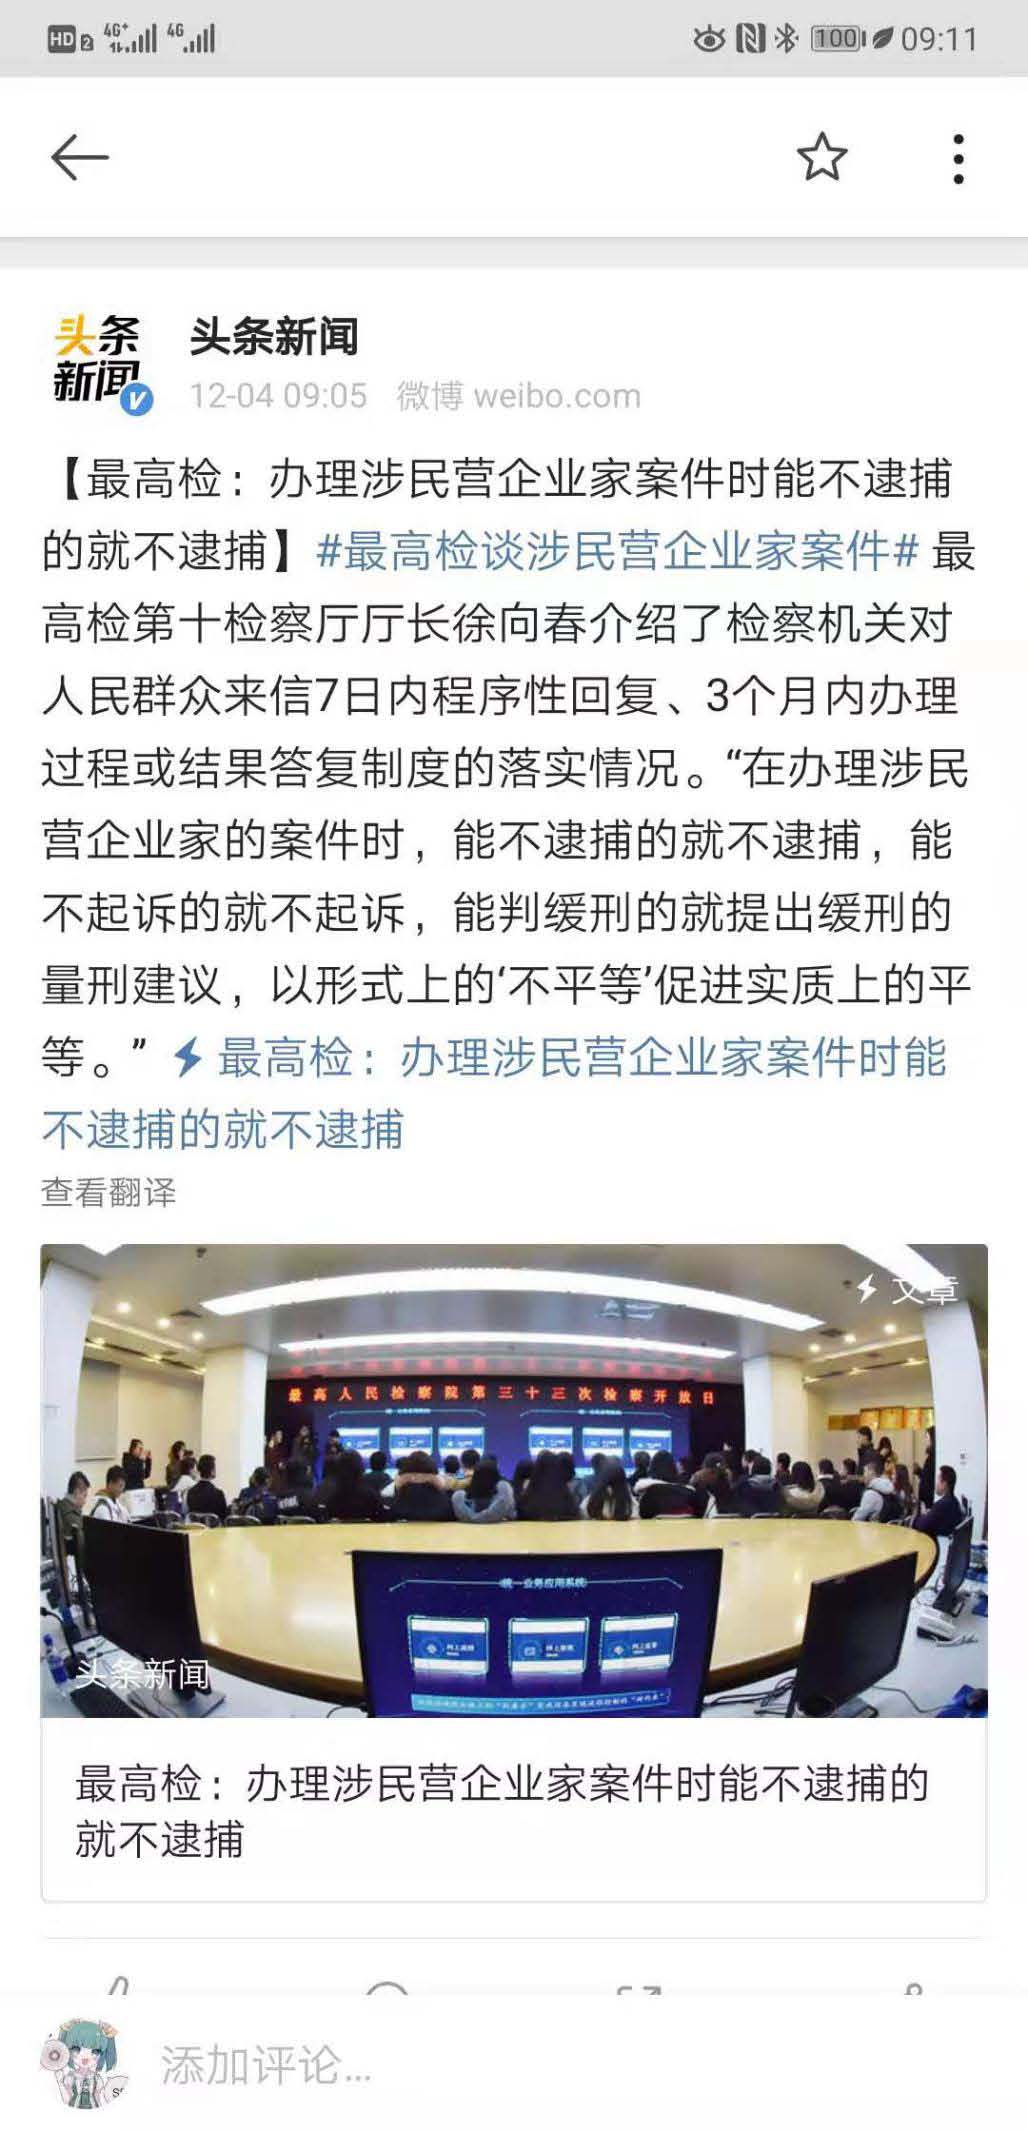 HD 2 4G+ 4G 100 09:11
头条
新闻
头条新闻
12-04 09:05 微博 weibo.com
【最高检：办理涉民营企业家案件时能不逮捕
的就不逮捕】#最高检谈涉民营企业家案件# 最
高检第十检察厅厅长徐向春介绍了检察机关对
人民群众来信7日内程序性回复、3个月内办理
过程或结果答复制度的落实情况。“在办理涉民
营企业家的案件时，能不逮捕的就不逮捕，能
不起诉的就不起诉，能判缓刑的就提出缓刑的
量刑建议，以形式上的‘不平等’促进实质上的平
等。” 最高检：办理涉民营企业家案件时能
不逮捕的就不逮捕
查看翻译
文章
最高人民检察院第三十三次检察开放日
统一业务应用系统
头条新闻
最高检：办理涉民营企业家案件时能不逮捕的
就不逮捕
添加评论...